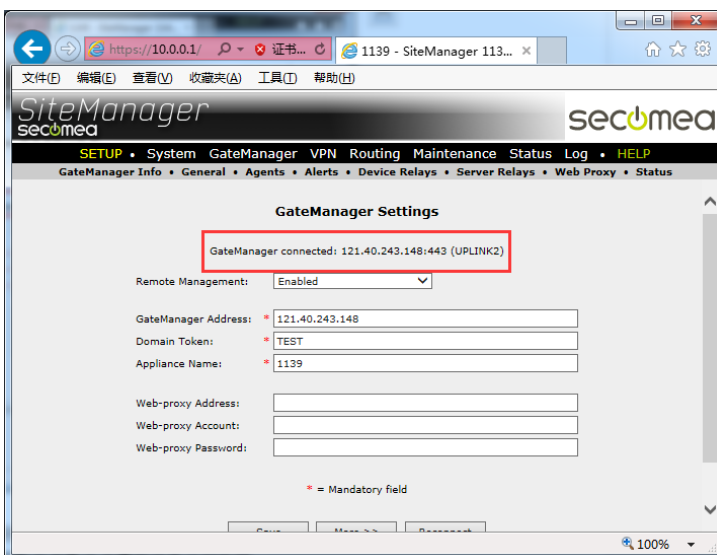 https://10.0.0.1/
证书...
1139 - SiteManager 113...
文件(F) 编辑(E) 查看(V) 收藏夹(A) 工具(T) 帮助(H)
SiteManager
secomea
secomea
SETUP • System GateManager VPN Routing Maintenance Status Log • HELP
GateManager Info • General • Agents • Alerts • Device Relays • Server Relays • Web Proxy • Status
GateManager Settings
GateManager connected: 121.40.243.148:443 (UPLINK2)
Remote Management: Enabled
GateManager Address: * 121.40.243.148
Domain Token: * TEST
Appliance Name: * 1139
Web-proxy Address:
Web-proxy Account:
Web-proxy Password:
* = Mandatory field
Save More >> Reconnect
100%